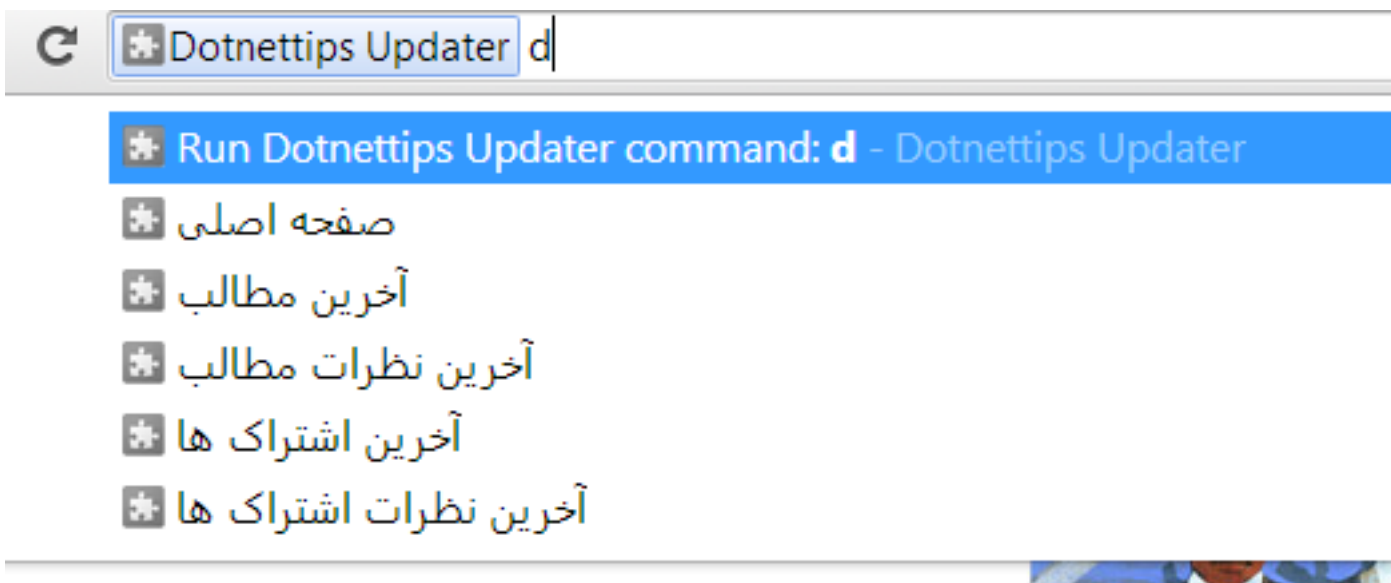 Dotnettips Updater d
Run Dotnettips Updater command: d - Dotnettips Updater
صفحه اصلی
آخرین مطالب
آخرین نظرات مطالب
آخرین اشتراک ها
آخرین نظرات اشتراک ها